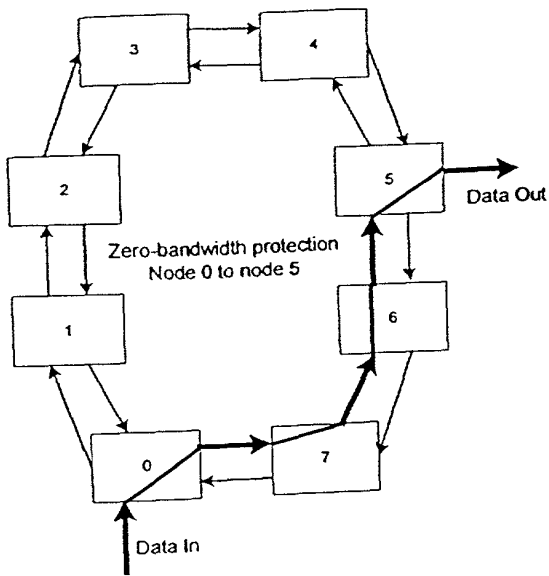 3
4
2
5
Data Out
Zero-bandwidth protection
Node 0 to node 5
1
6
0
7
Data In